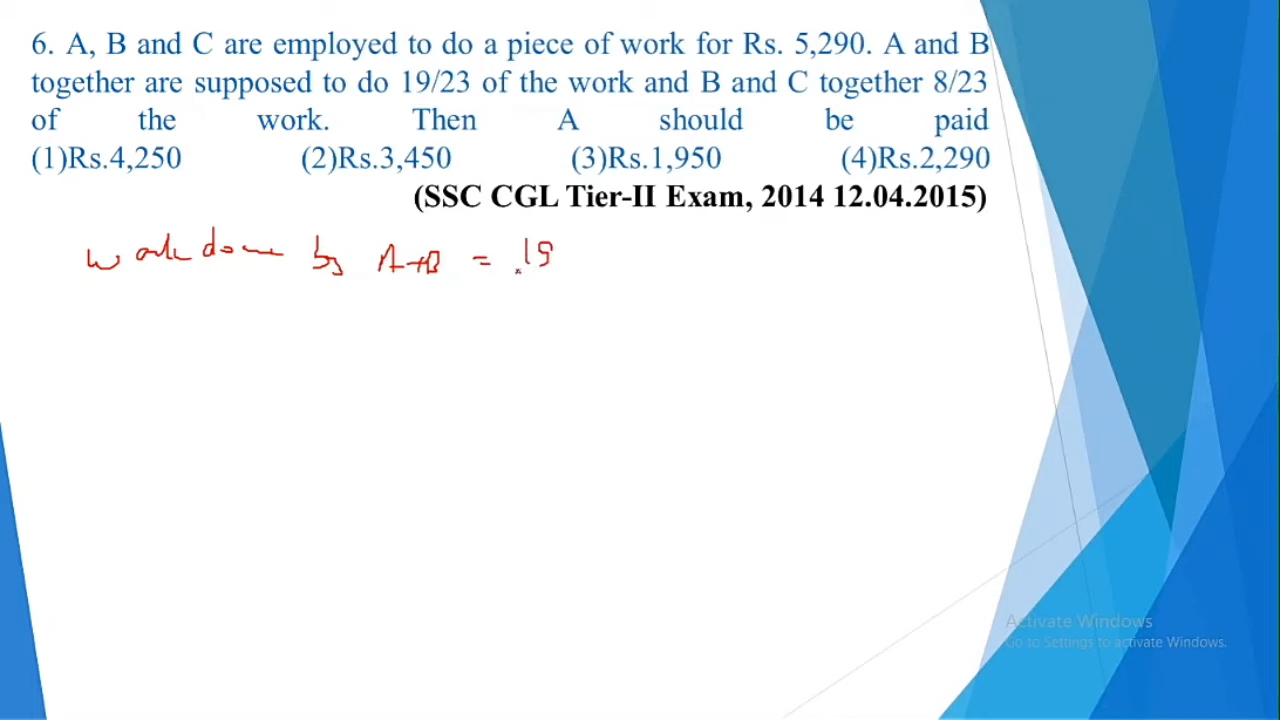 6. A, B and C are employed to do a piece of work for Rs. 5,290. A and B
together are supposed to do 19/23 of the work and B and C together 8/23
of the work. Then A should be paid
(1)Rs.4,250 (2)Rs.3,450 (3)Rs.1,950 (4)Rs.2,290
(SSC CGL Tier-II Exam, 2014 12.04.2015)
work done by A+B = 19
Activate Windows
Go to Settings to activate Windows.